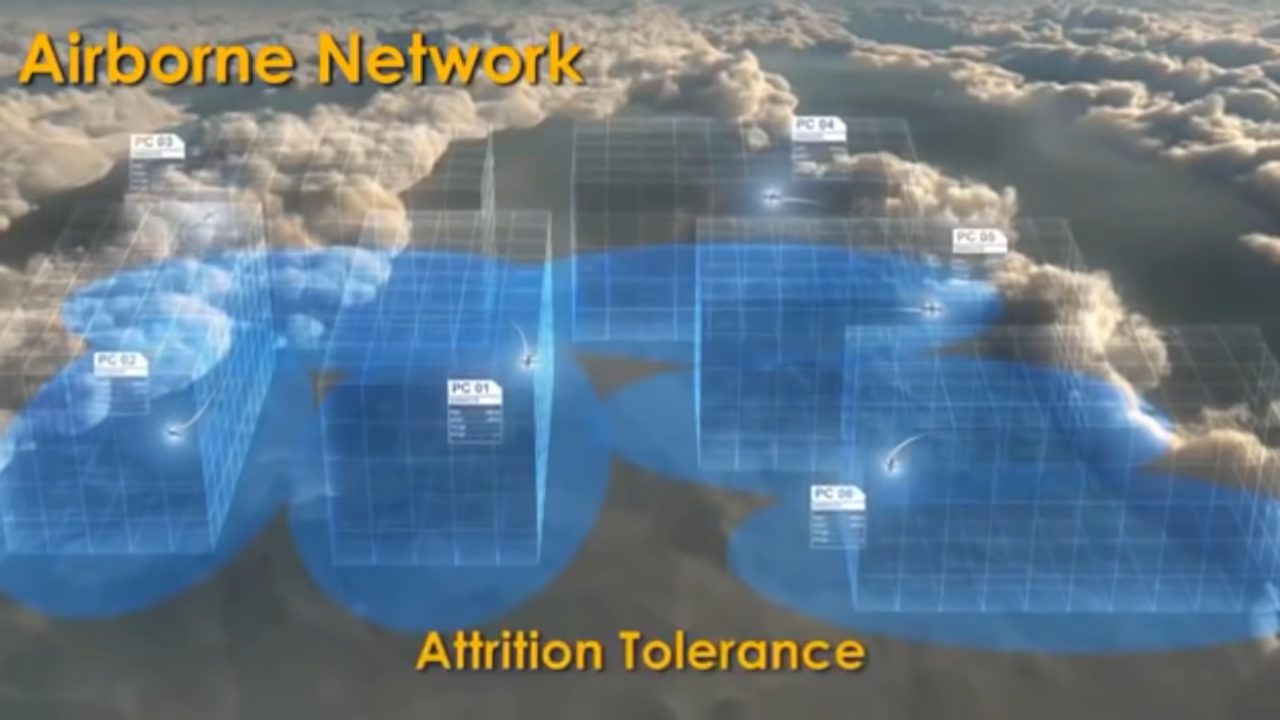 Airborne Network
PC 03
PC 04
PC 05
PC 02
PC 01
PC 06
Attrition Tolerance